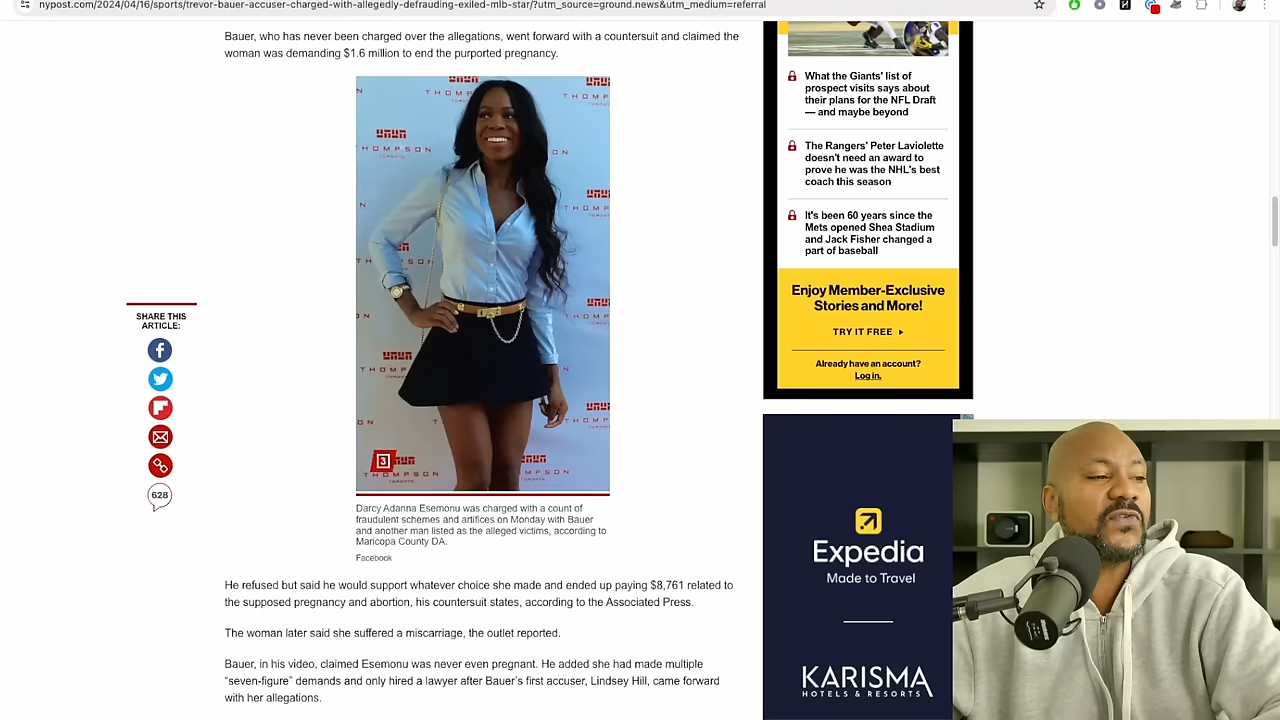 nypost.com/2024/04/16/sports/trevor-bauer-accuser-charged-with-allegedly-defrauding-exiled-mlb-star/?utm_source=ground.news&utm_medium=referral
Bauer, who has never been charged over the allegations, went forward with a countersuit and claimed the
woman was demanding $1.6 million to end the purported pregnancy.
THOMPSON
TORONTO
THOMPSON
TORONTO
3
Darcy Adanna Esemonu was charged with a count of
fraudulent schemes and artifices on Monday with Bauer
and another man listed as the alleged victims, according to
Maricopa County DA.
Facebook
SHARE THIS
ARTICLE:
628
He refused but said he would support whatever choice she made and ended up paying $8,761 related to
the supposed pregnancy and abortion, his countersuit states, according to the Associated Press.
The woman later said she suffered a miscarriage, the outlet reported.
Bauer, in his video, claimed Esemonu was never even pregnant. He added she had made multiple
“seven-figure” demands and only hired a lawyer after Bauer’s first accuser, Lindsey Hill, came forward
with her allegations.
What the Giants' list of
prospect visits says about
their plans for the NFL Draft
— and maybe beyond
The Rangers' Peter Laviolette
doesn't need an award to
prove he was the NHL's best
coach this season
It's been 60 years since the
Mets opened Shea Stadium
and Jack Fisher changed a
part of baseball
Enjoy Member-Exclusive
Stories and More!
TRY IT FREE
Already have an account?
Log in.
Expedia
Made to Travel
KARISMA
HOTELS & RESORTS